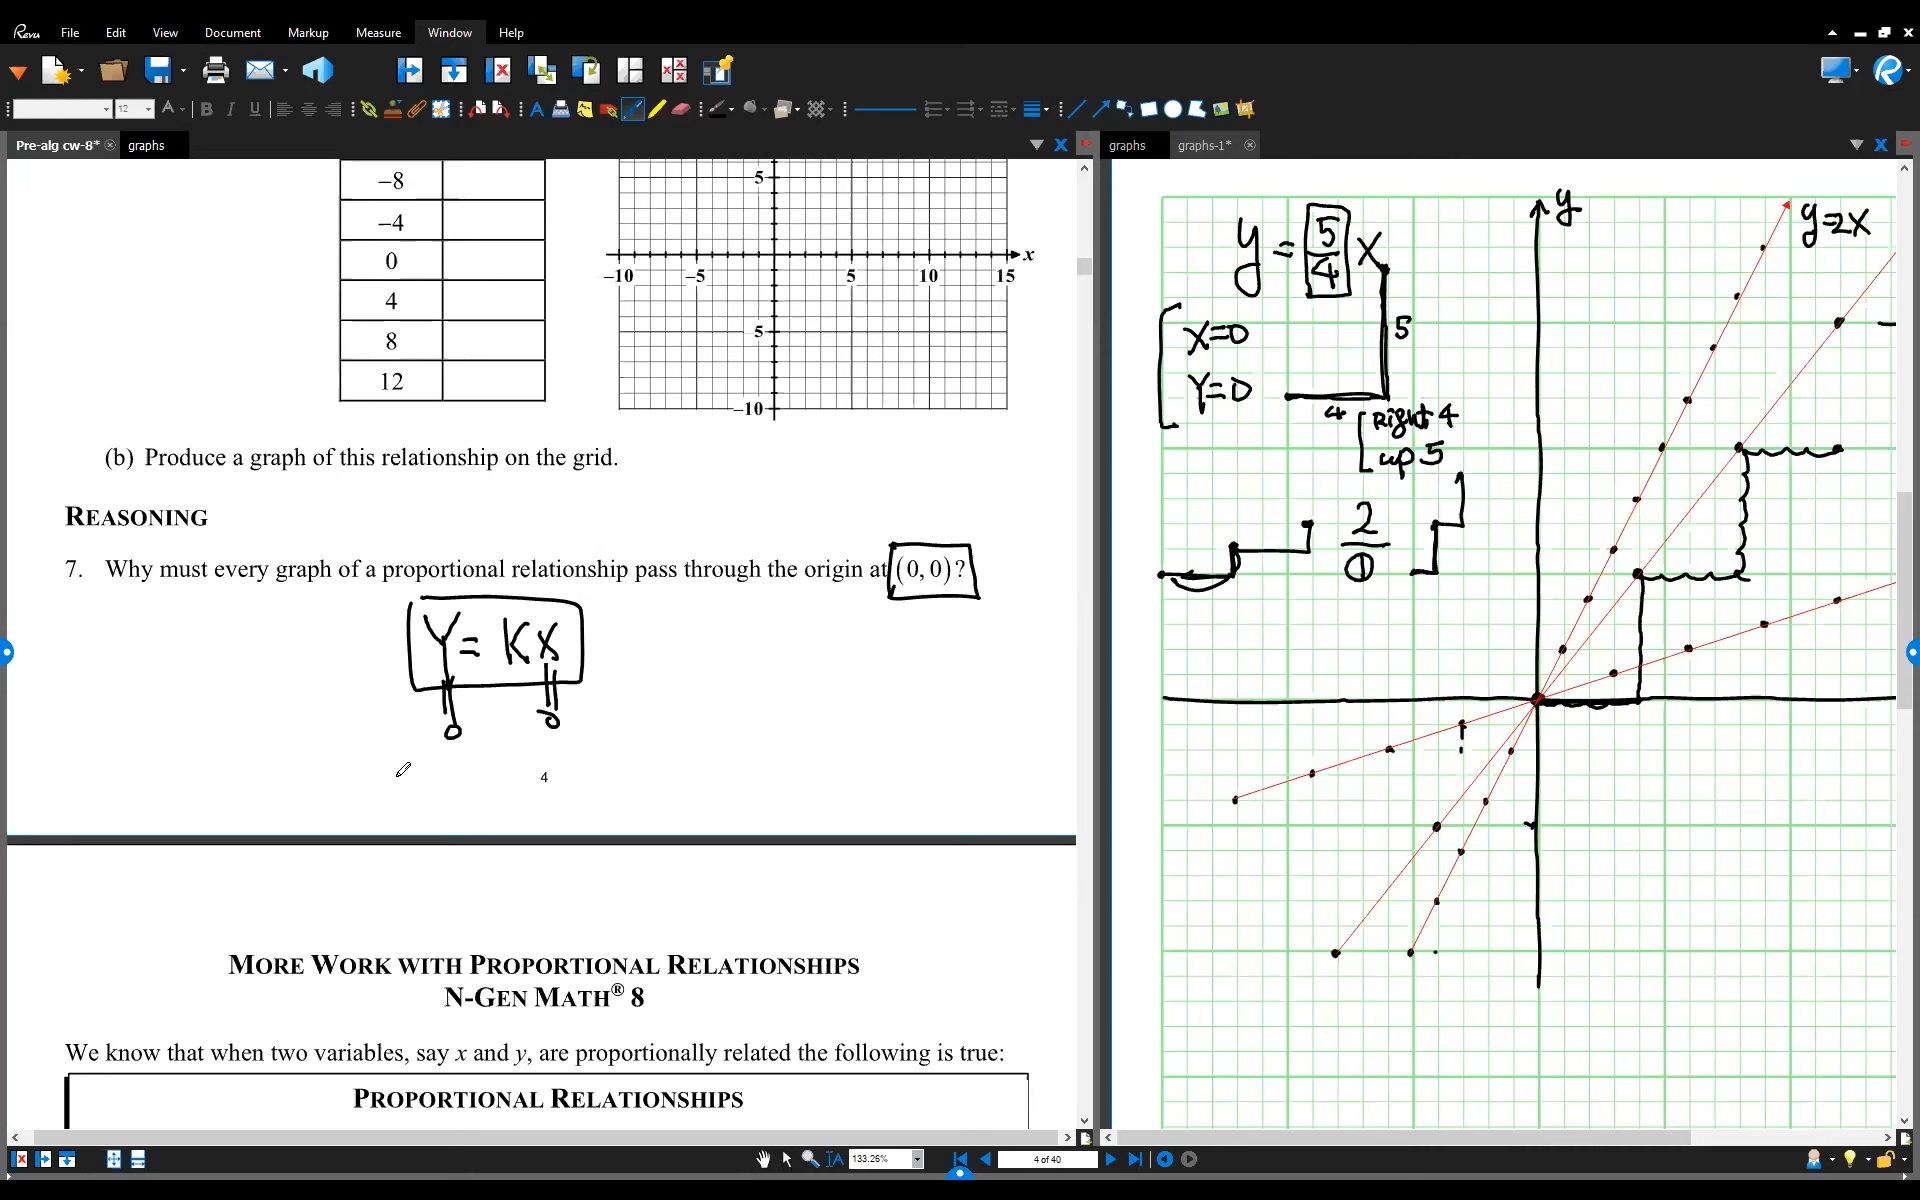 Revu File Edit View Document Markup Measure Window Help
12
Pre-alg cw-8* graphs
graphs graphs-1*
-8
-4
0
4
8
12
5
-10 -5 5 10 15 x
5
-10
(b) Produce a graph of this relationship on the grid.
REASONING
7. Why must every graph of a proportional relationship pass through the origin at (0, 0)?
Y = KX
0 0
4
MORE WORK WITH PROPORTIONAL RELATIONSHIPS
N-GEN MATH® 8
We know that when two variables, say x and y, are proportionally related the following is true:
PROPORTIONAL RELATIONSHIPS
y = 5/4 X
X=0
Y=0
5
4
Right 4
up 5
2/1
y
y=2X
133.26%
4 of 40